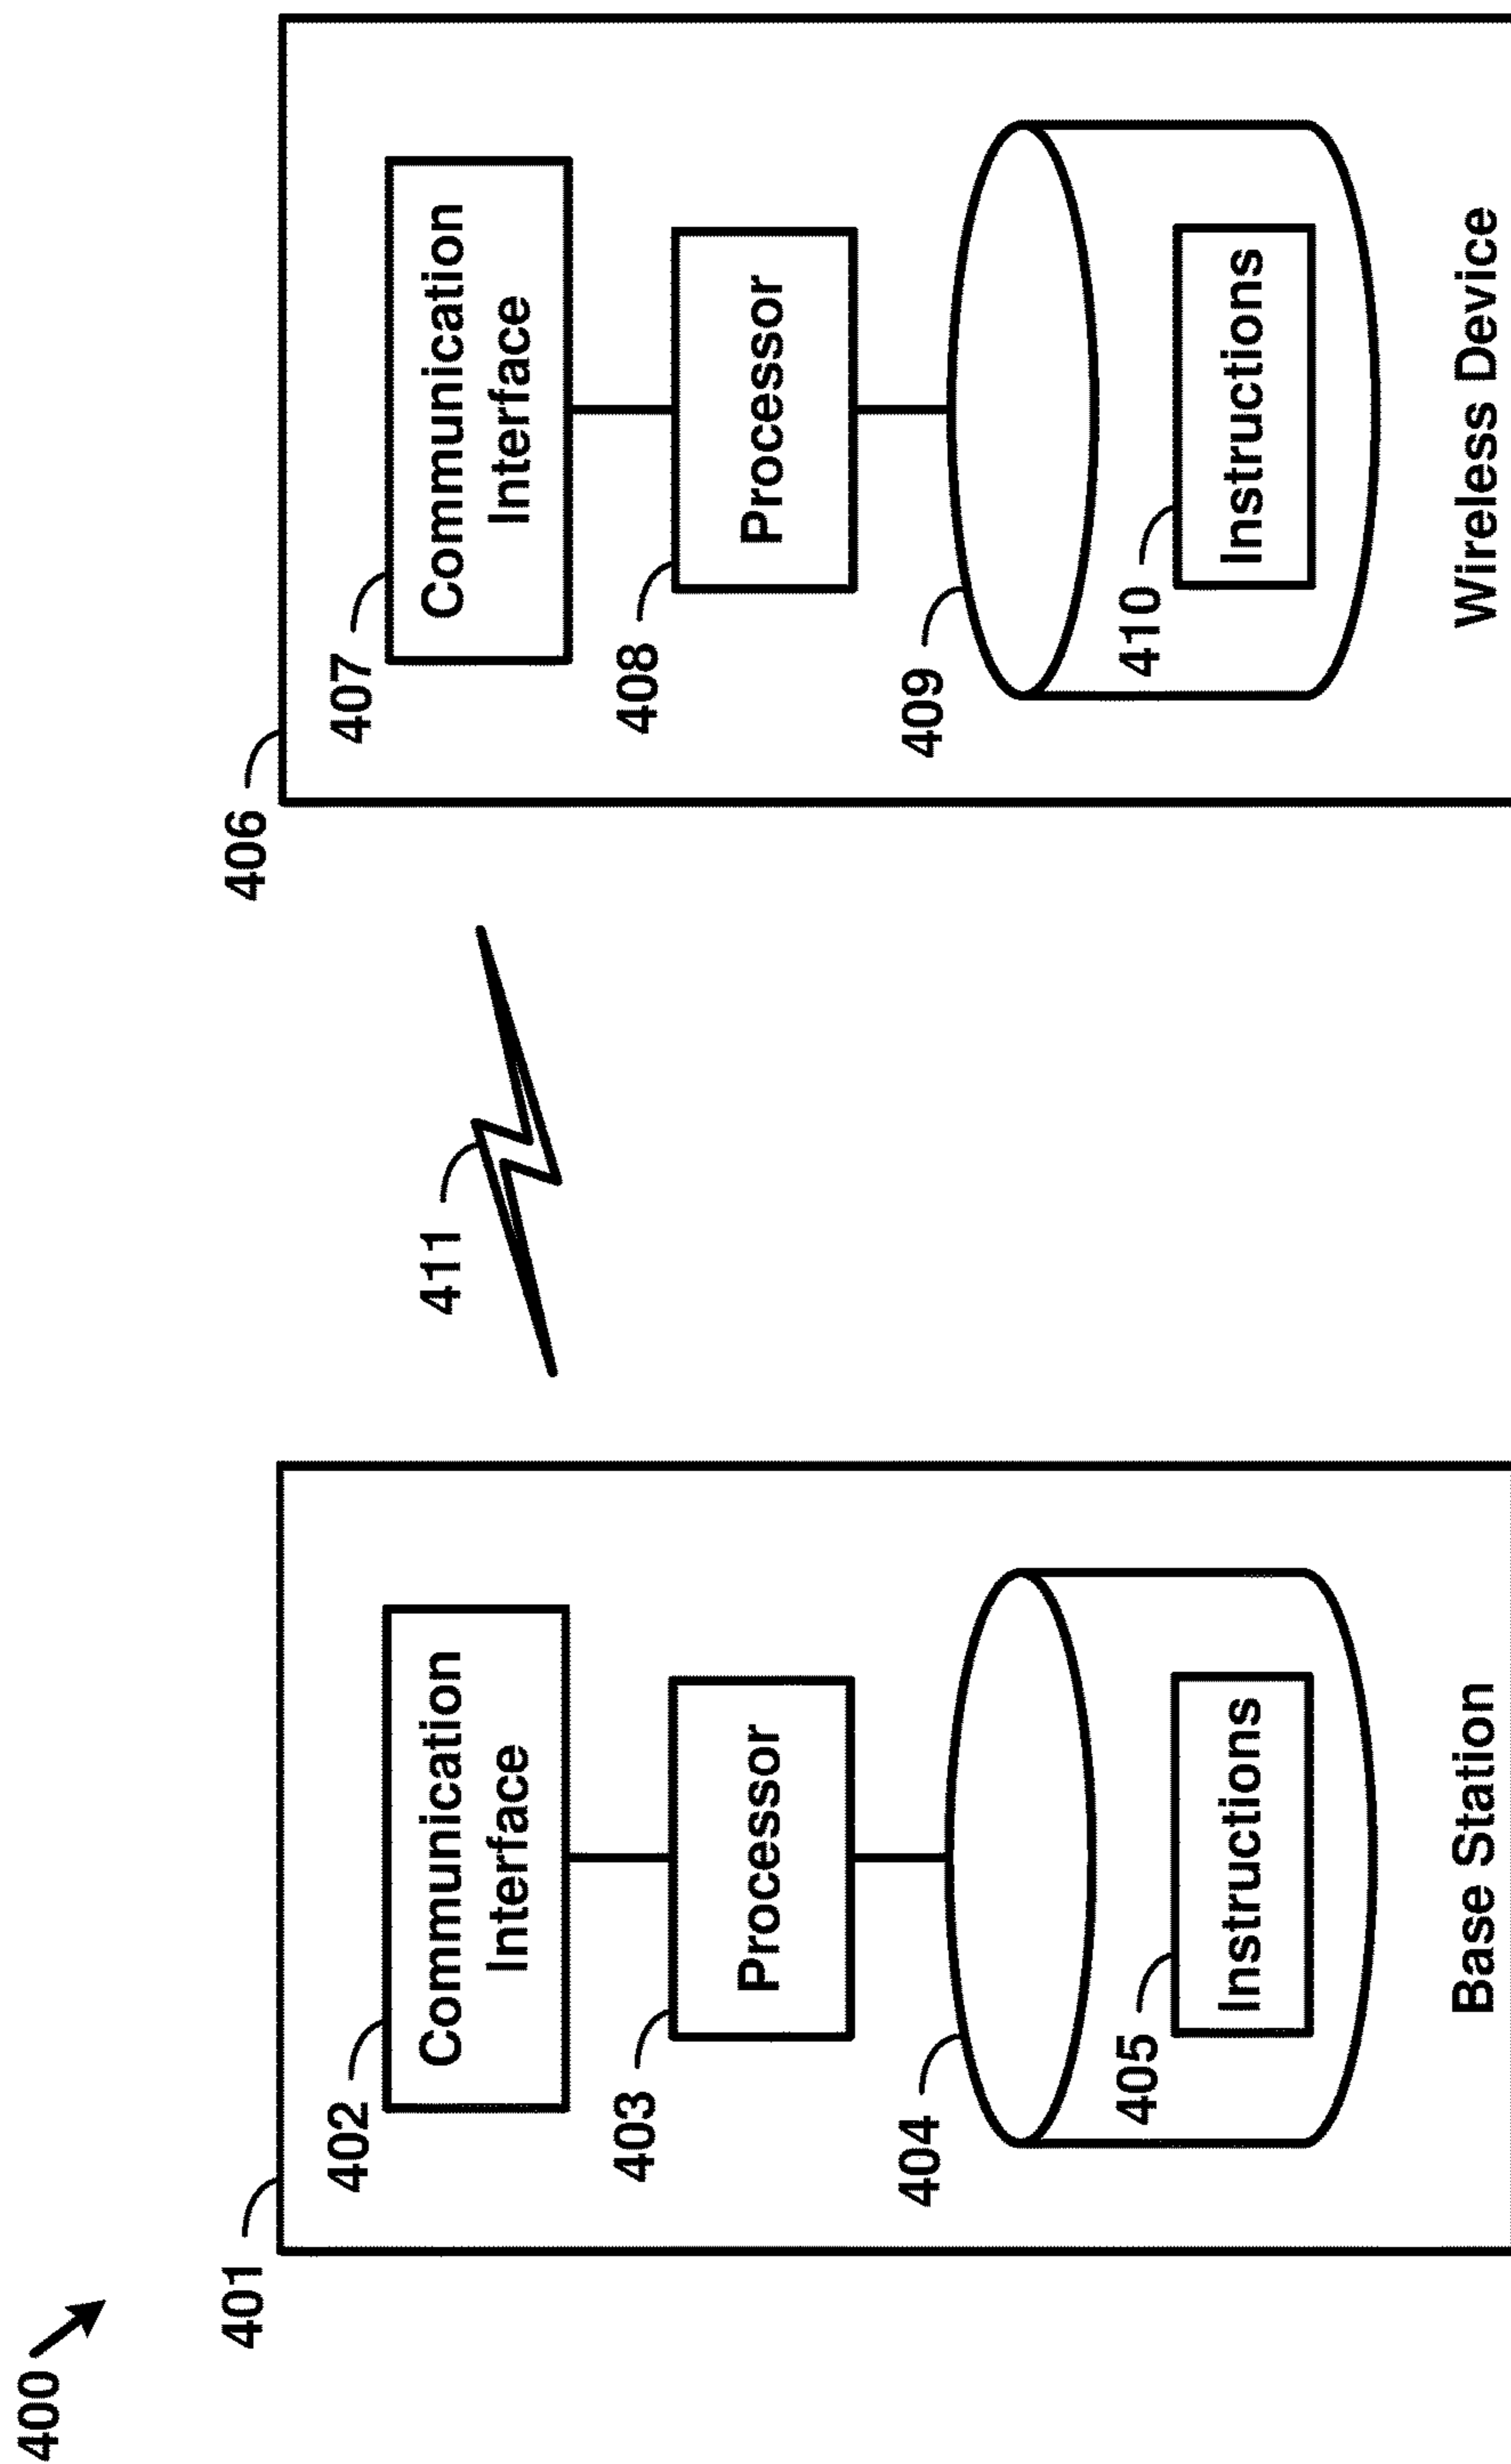 400
401
402
Communication
Interface
403
Processor
404
405
Instructions
Base Station
411
406
407
Communication
Interface
408
Processor
409
410
Instructions
Wireless Device